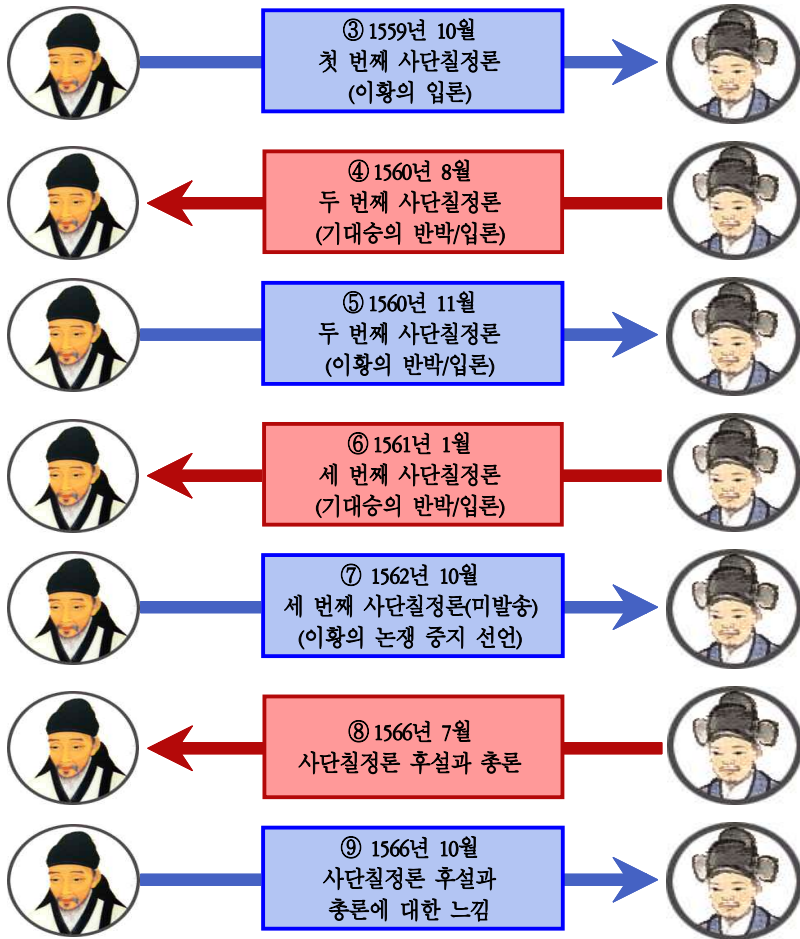 ③ 1559년 10월
첫 번째 사단칠정론
(이황의 입론)
④ 1560년 8월
두 번째 사단칠정론
(기대승의 반박/입론)
⑤ 1560년 11월
두 번째 사단칠정론
(이황의 반박/입론)
⑥ 1561년 1월
세 번째 사단칠정론
(기대승의 반박/입론)
⑦ 1562년 10월
세 번째 사단칠정론(미발송)
(이황의 논쟁 중지 선언)
⑧ 1566년 7월
사단칠정론 후설과 총론
⑨ 1566년 10월
사단칠정론 후설과
총론에 대한 느낌